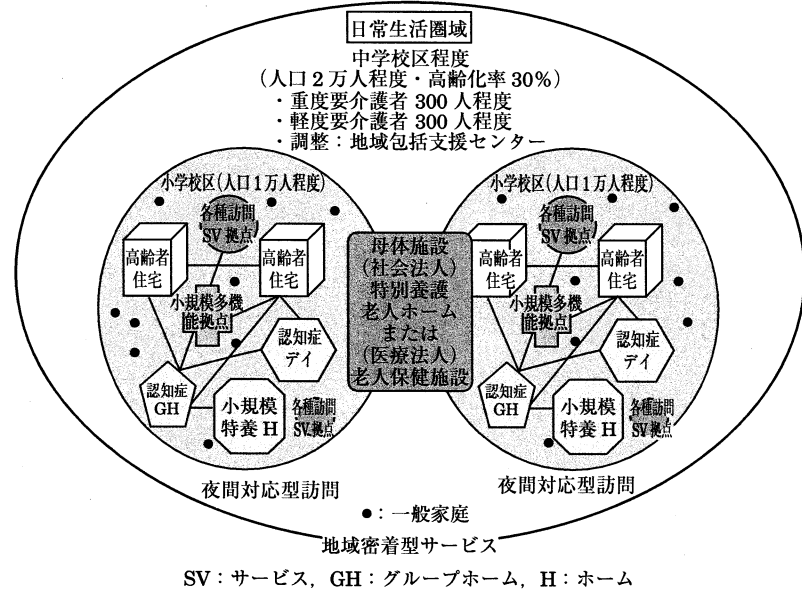 日常生活圏域
中学校区程度
(人口2万人程度・高齢化率30%)
・重度要介護者 300人程度
・軽度要介護者 300人程度
・調整：地域包括支援センター
小学校区(人口1万人程度)
各種訪問
SV拠点
高齢者
住宅
高齢者
住宅
小規模多機
能拠点
認知症
デイ
認知症
GH
小規模
特養H
各種訪問
SV拠点
夜間対応型訪問
母体施設
(社会法人)
特別養護
老人ホーム
または
(医療法人)
老人保健施設
小学校区(人口1万人程度)
各種訪問
SV拠点
高齢者
住宅
高齢者
住宅
小規模多機
能拠点
認知症
デイ
認知症
GH
小規模
特養H
各種訪問
SV拠点
夜間対応型訪問
●：一般家庭
地域密着型サービス
SV：サービス，GH：グループホーム，H：ホーム